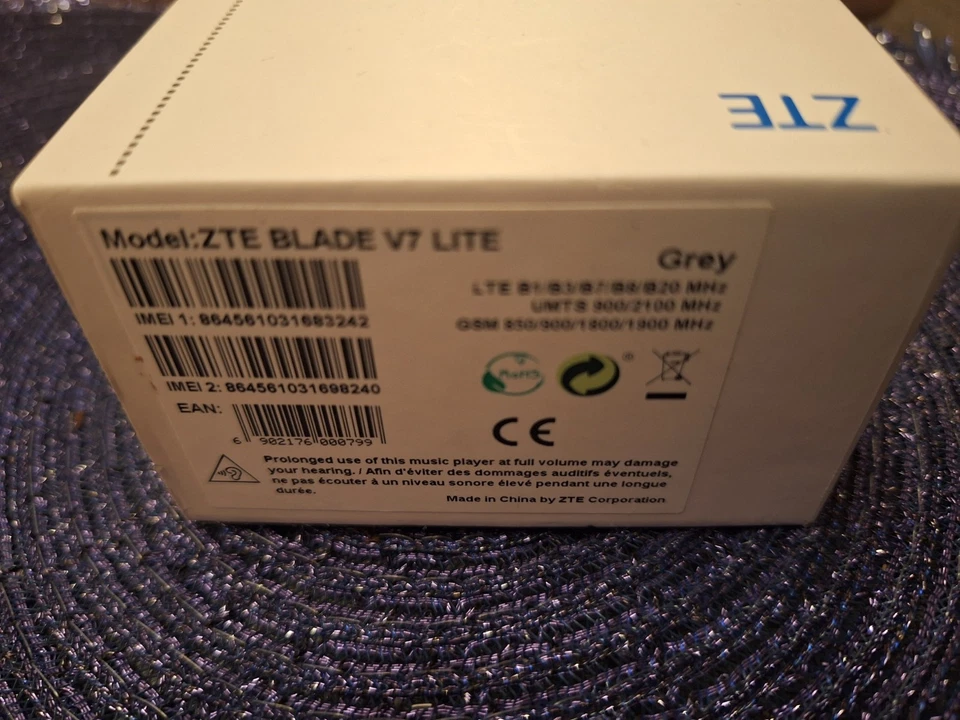 ZTE
Model:ZTE BLADE V7 LITE
Grey
LTE B1/B3/B7/B8/B20 MHz
UMTS 900/2100 MHz
GSM 850/900/1800/1900 MHz
IMEI 1: 864561031683242
IMEI 2: 864561031698240
RoHS
®
EAN:
6 902176 000799
CE
Prolonged use of this music player at full volume may damage
your hearing. / Afin d'éviter des dommages auditifs éventuels,
ne pas écouter à un niveau sonore élevé pendant une longue
durée.
Made in China by ZTE Corporation